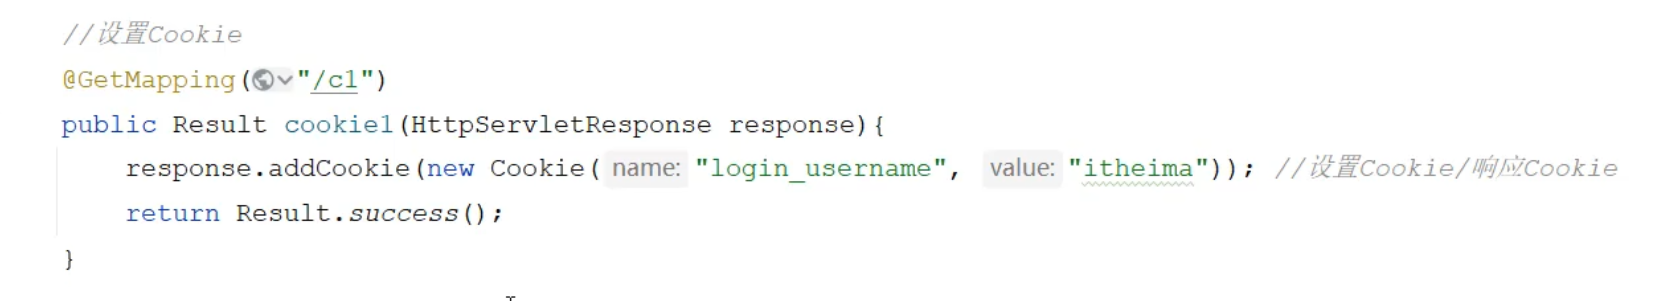 //设置Cookie
@GetMapping("/c1")
public Result cookie1(HttpServletResponse response){
response.addCookie(new Cookie( name: "login_username", value: "itheima")); //设置Cookie/响应Cookie
return Result.success();
}